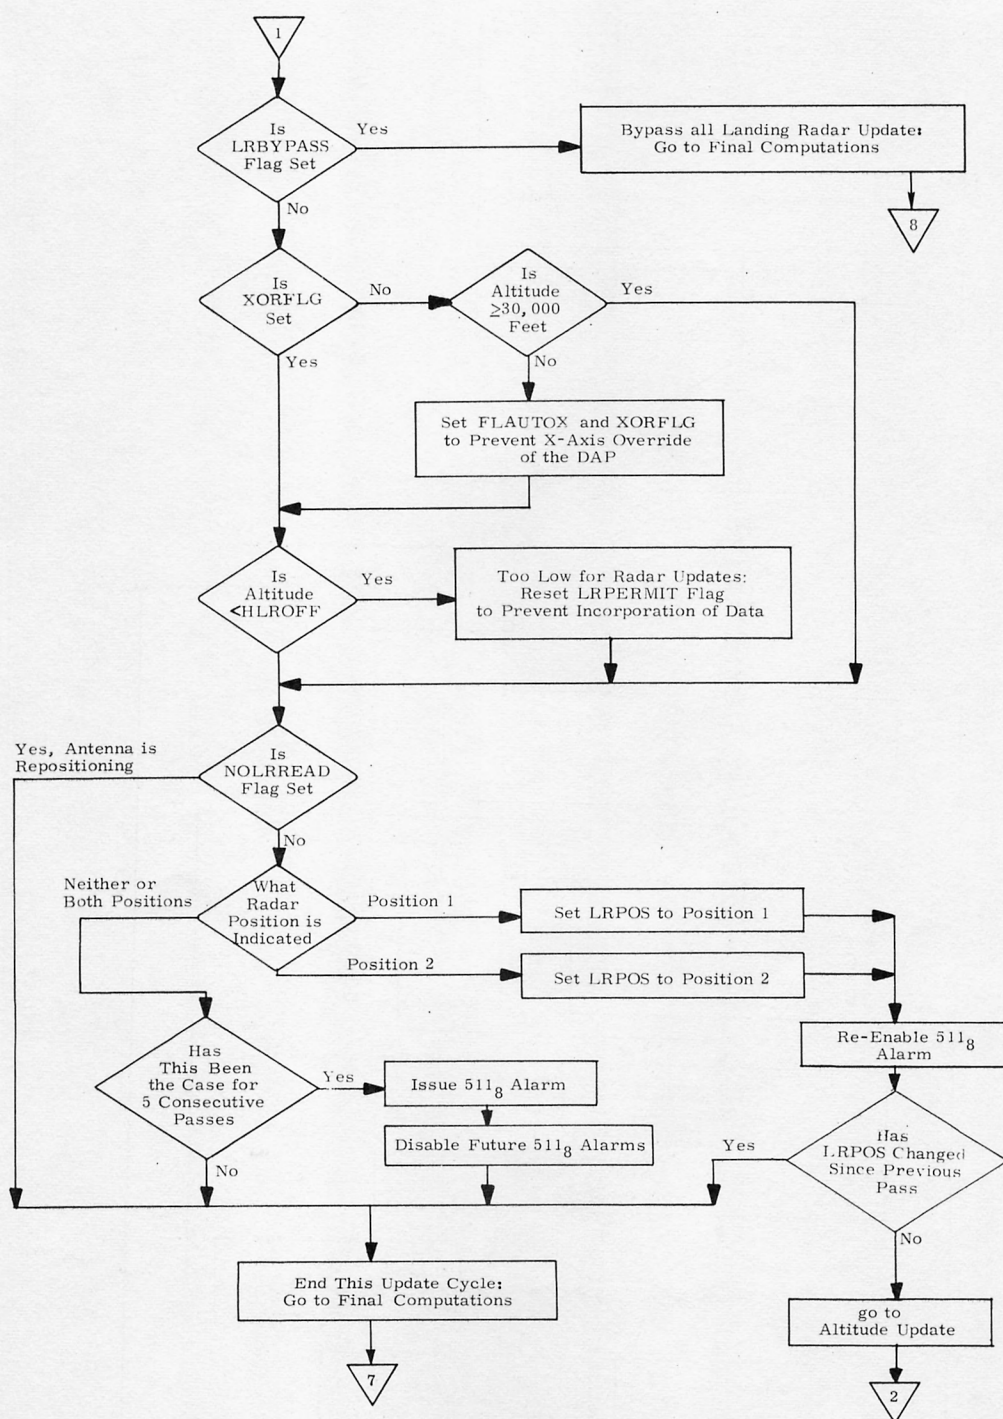 1
Is
LRBYPASS
Flag Set
Yes
Bypass all Landing Radar Update:
Go to Final Computations
8
No
Is
XORFLG
Set
No
Is
Altitude
≥30,000
Feet
Yes
Yes
No
Set FLAUTOX and XORFLG
to Prevent X-Axis Override
of the DAP
Is
Altitude
<HLROFF
Yes
Too Low for Radar Updates:
Reset LRPERMIT Flag
to Prevent Incorporation of Data
Yes, Antenna is
Repositioning
Is
NOLRREAD
Flag Set
No
Neither or
Both Positions
What
Radar
Position is
Indicated
Position 1
Set LRPOS to Position 1
Position 2
Set LRPOS to Position 2
Re-Enable 511₈
Alarm
Has
This Been
the Case for
5 Consecutive
Passes
Yes
Issue 511₈ Alarm
Disable Future 511₈ Alarms
No
Has
LRPOS Changed
Since Previous
Pass
Yes
No
End This Update Cycle:
Go to Final Computations
7
go to
Altitude Update
2